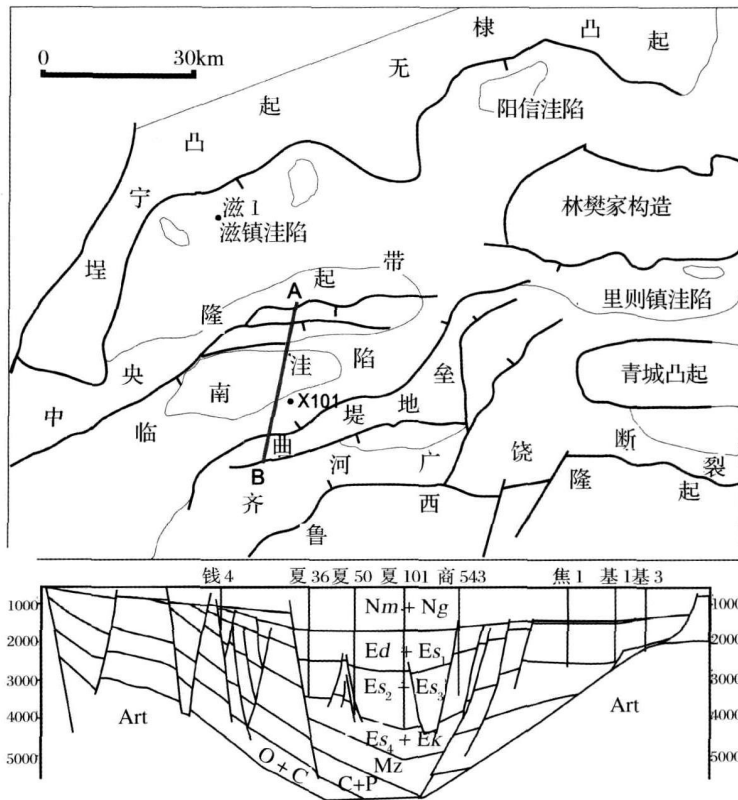 0 30km
无棣凸起
阳信洼陷
埕宁凸起
滋1
滋镇洼陷
林樊家构造
里则镇洼陷
中央隆起带
A
临南洼陷
X101
曲堤地垒
青城凸起
B
齐河广饶断裂
鲁西隆起
钱4 夏36 夏50 夏101 商543 焦1 基1 基3
1000 Nm+Ng 1000
2000 Ed+Es1 2000
3000 Es2+Es3 3000
4000 Art Es4+Ek Art 4000
5000 O+C C+P Mz 5000